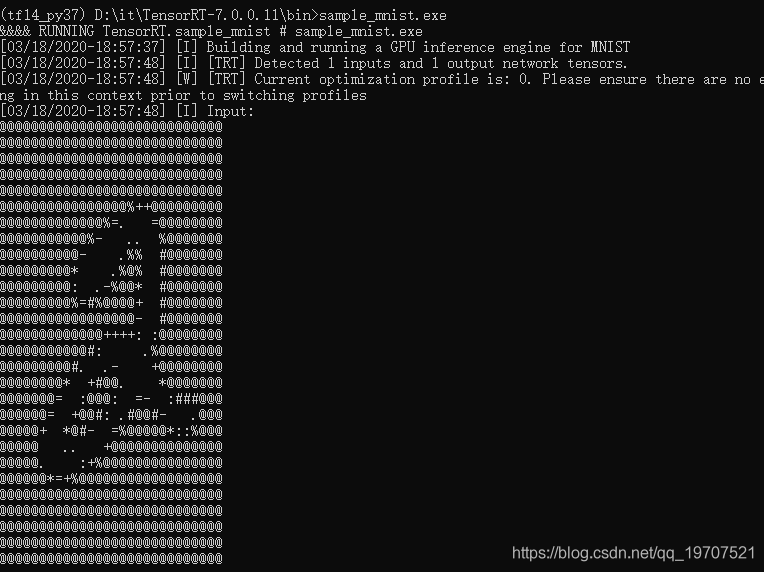 (tf14_py37) D:\it\TensorRT-7.0.0.11\bin>sample_mnist.exe
&&&& RUNNING TensorRT.sample_mnist # sample_mnist.exe
[03/18/2020-18:57:37] [I] Building and running a GPU inference engine for MNIST
[03/18/2020-18:57:48] [I] [TRT] Detected 1 inputs and 1 output network tensors.
[03/18/2020-18:57:48] [W] [TRT] Current optimization profile is: 0. Please ensure there are no e
ng in this context prior to switching profiles
[03/18/2020-18:57:48] [I] Input:
@@@@@@@@@@@@@@@@@@@@@@@@@@@@
@@@@@@@@@@@@@@@@@@@@@@@@@@@@
@@@@@@@@@@@@@@@@@@@@@@@@@@@@
@@@@@@@@@@@@@@@@@@@@@@@@@@@@
@@@@@@@@@@@@@@@@@@@@@@@@@@@@
@@@@@@@@@@@@@@@@%++@@@@@@@@@
@@@@@@@@@@@@@%=.   =@@@@@@@@
@@@@@@@@@@@%-   ..  %@@@@@@@
@@@@@@@@@@-    .%%  #@@@@@@@
@@@@@@@@@*    .%@%  #@@@@@@@
@@@@@@@@@:  .-%@@*  #@@@@@@@
@@@@@@@@@%=#%@@@@+  #@@@@@@@
@@@@@@@@@@@@@@@@@-  #@@@@@@@
@@@@@@@@@@@@@++++: :@@@@@@@@
@@@@@@@@@@@#:     .%@@@@@@@@
@@@@@@@@@#.  .-    +@@@@@@@@
@@@@@@@@*  +#@@.    *@@@@@@@
@@@@@@@=  :@@@:  =-  :###@@@
@@@@@@=  +@@#: .#@@#-   .@@@
@@@@@+  *@#-  =%@@@@@*::%@@@
@@@@@   ..   +@@@@@@@@@@@@@@
@@@@@.    :+%@@@@@@@@@@@@@@@
@@@@@@*=+%@@@@@@@@@@@@@@@@@@
@@@@@@@@@@@@@@@@@@@@@@@@@@@@
@@@@@@@@@@@@@@@@@@@@@@@@@@@@
@@@@@@@@@@@@@@@@@@@@@@@@@@@@
@@@@@@@@@@@@@@@@@@@@@@@@@@@@
@@@@@@@@@@@@@@@@@@@@@@@@@@@@
https://blog.csdn.net/qq_19707521